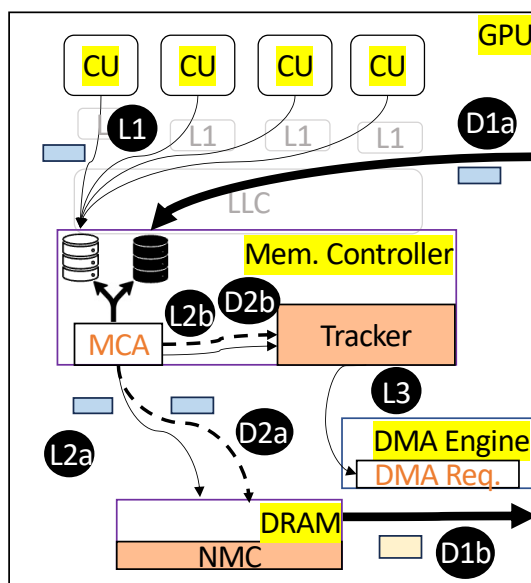 GPU
CU CU CU CU
L1
D1a
L1 L1 L1
LLC
Mem. Controller
L2b D2b
MCA
Tracker
L3
L2a
D2a
DMA Engine
DMA Req.
DRAM
NMC
D1b